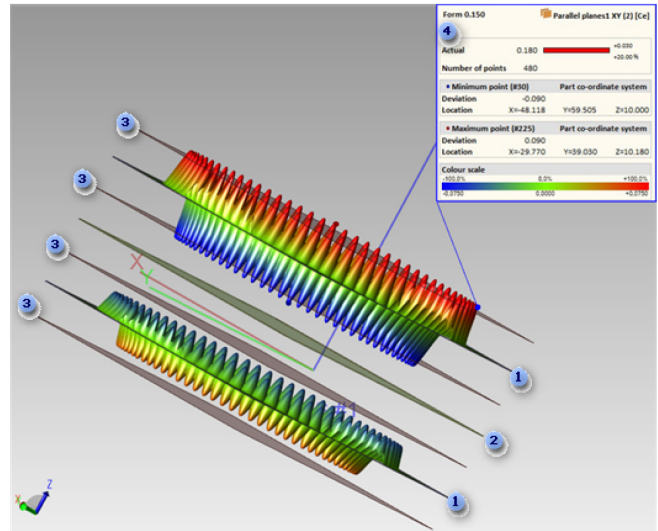 Form 0.150 Parallel planes1 XY (2) [Ce]
4
Actual 0.180 +0.030
+20.00 %
Number of points 480
Minimum point (#30) Part co-ordinate system
Deviation -0.090
Location X=-48.118 Y=59.505 Z=10.000
Maximum point (#225) Part co-ordinate system
Deviation 0.090
Location X=-29.770 Y=39.030 Z=10.180
Colour scale
-100,0% 0,0% +100,0%
-0.0750 0.0000 +0.0750
3
3
3
X
Y
3
1
#1
2
1
X Z